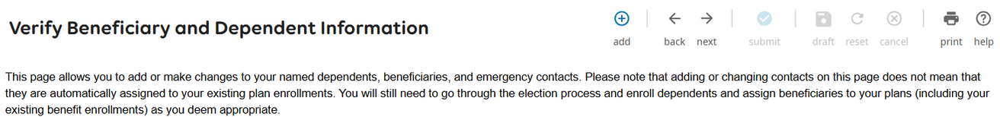 Verify Beneficiary and Dependent Information
add back next submit draft reset cancel print help
This page allows you to add or make changes to your named dependents, beneficiaries, and emergency contacts. Please note that adding or changing contacts on this page does not mean that
they are automatically assigned to your existing plan enrollments. You will still need to go through the election process and enroll dependents and assign beneficiaries to your plans (including your
existing benefit enrollments) as you deem appropriate.